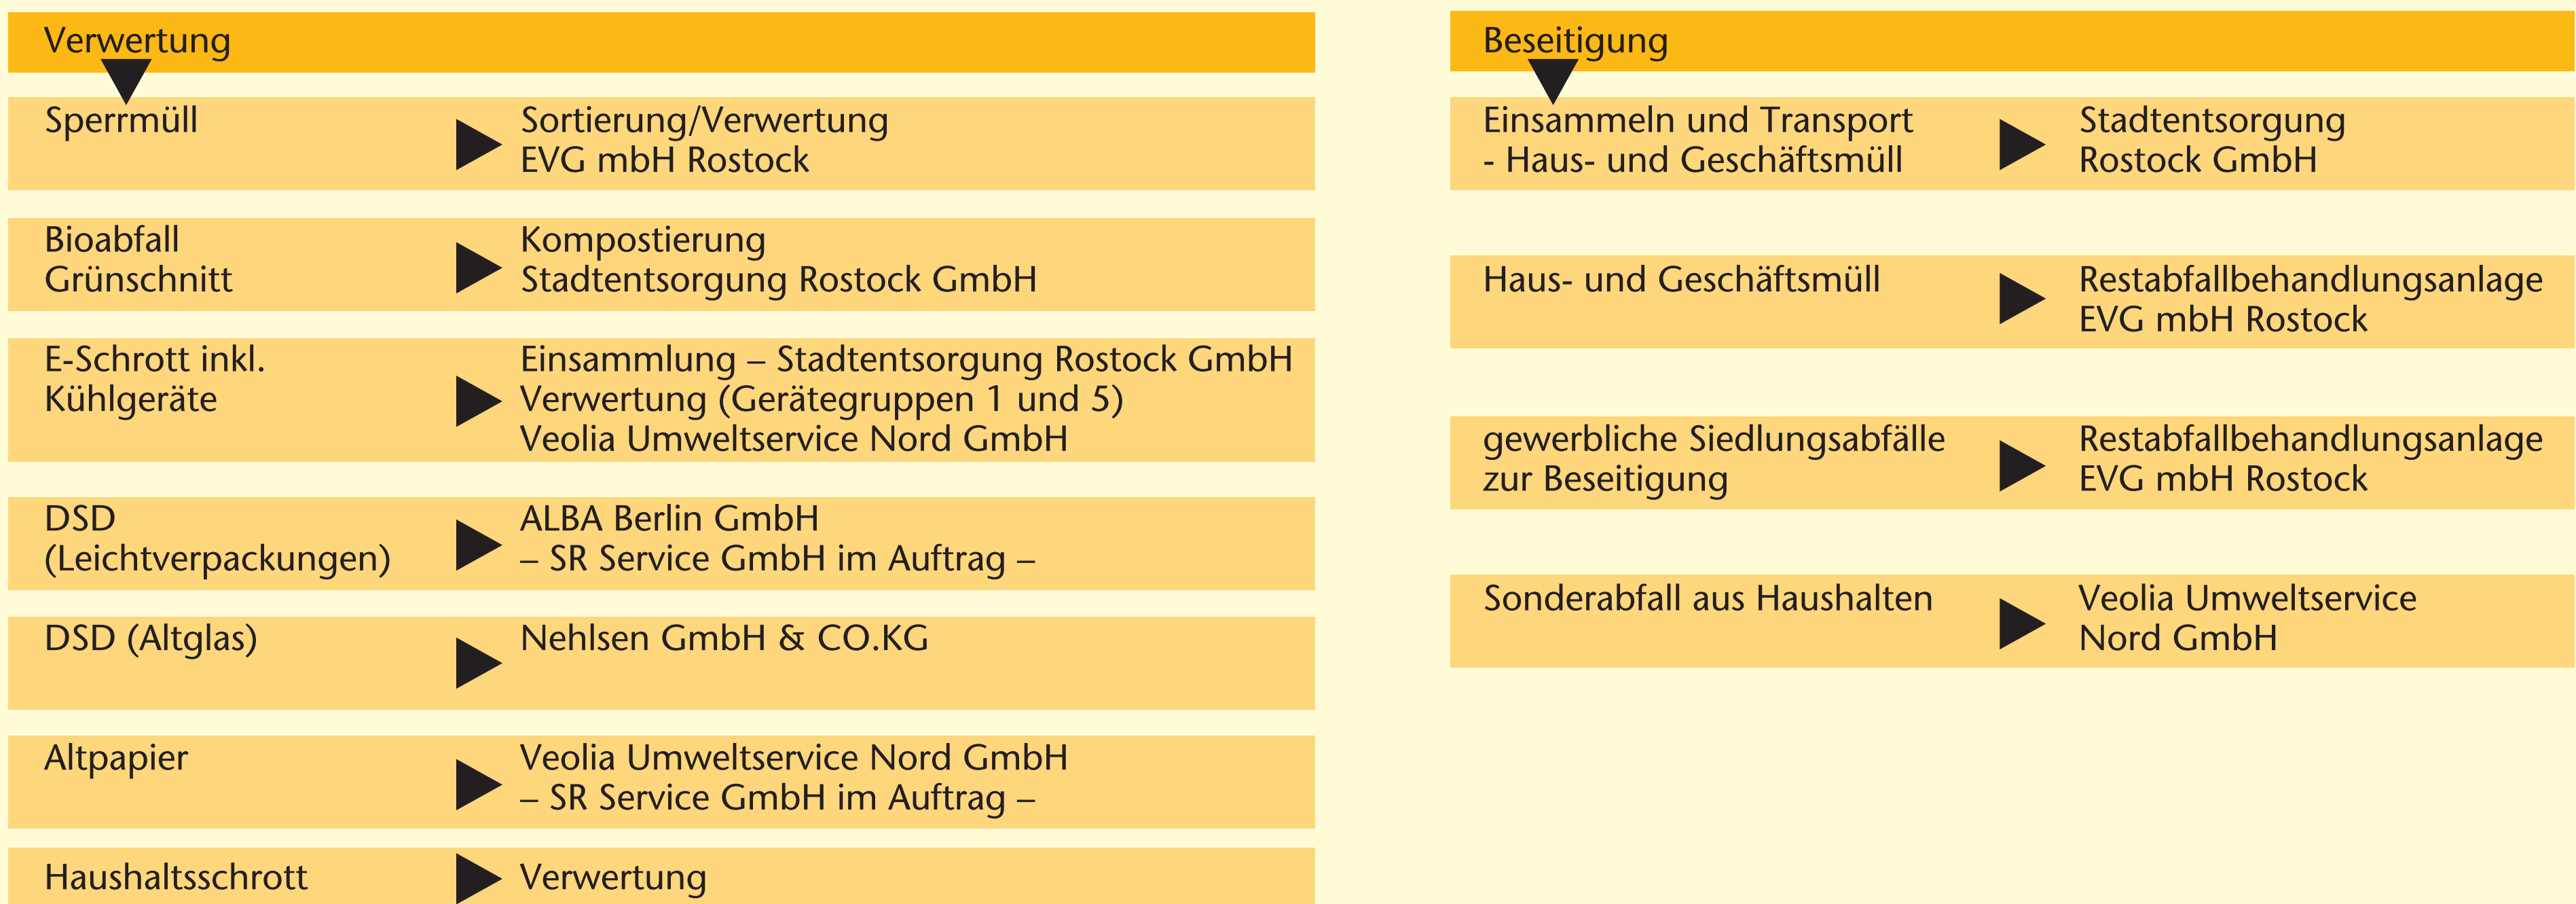 Verwertung
Sperrmüll
Sortierung/Verwertung
EVG mbH Rostock
Bioabfall
Grünschnitt
Kompostierung
Stadtentsorgung Rostock GmbH
E-Schrott inkl.
Kühlgeräte
Einsammlung – Stadtentsorgung Rostock GmbH
Verwertung (Gerätegruppen 1 und 5)
Veolia Umweltservice Nord GmbH
DSD
(Leichtverpackungen)
ALBA Berlin GmbH
– SR Service GmbH im Auftrag –
DSD (Altglas)
Nehlsen GmbH & CO.KG
Altpapier
Veolia Umweltservice Nord GmbH
– SR Service GmbH im Auftrag –
Haushaltsschrott
Verwertung
Beseitigung
Einsammeln und Transport
- Haus- und Geschäftsmüll
Stadtentsorgung
Rostock GmbH
Haus- und Geschäftsmüll
Restabfallbehandlungsanlage
EVG mbH Rostock
gewerbliche Siedlungsabfälle
zur Beseitigung
Restabfallbehandlungsanlage
EVG mbH Rostock
Sonderabfall aus Haushalten
Veolia Umweltservice
Nord GmbH